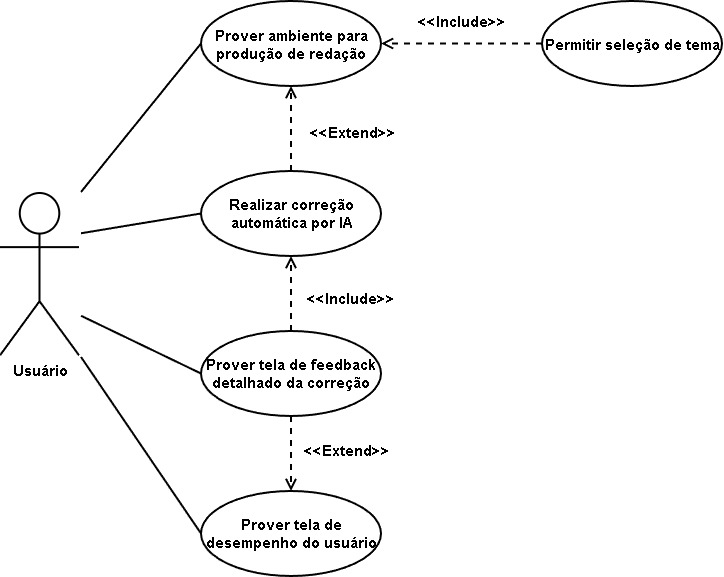 Prover ambiente para
produção de redação
<<Include>>
Permitir seleção de tema
<<Extend>>
Realizar correção
automática por IA
<<Include>>
Usuário
Prover tela de feedback
detalhado da correção
<<Extend>>
Prover tela de
desempenho do usuário